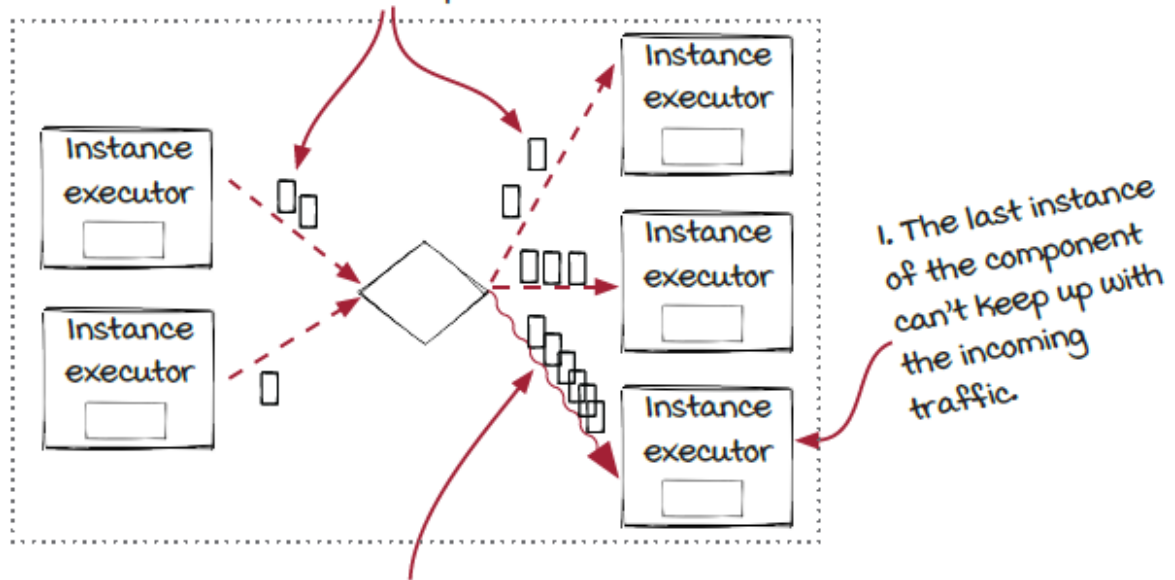 Instance
executor
Instance
executor
Instance
executor
Instance
executor
Instance
executor
1. The last instance
of the component
can't keep up with
the incoming
traffic.